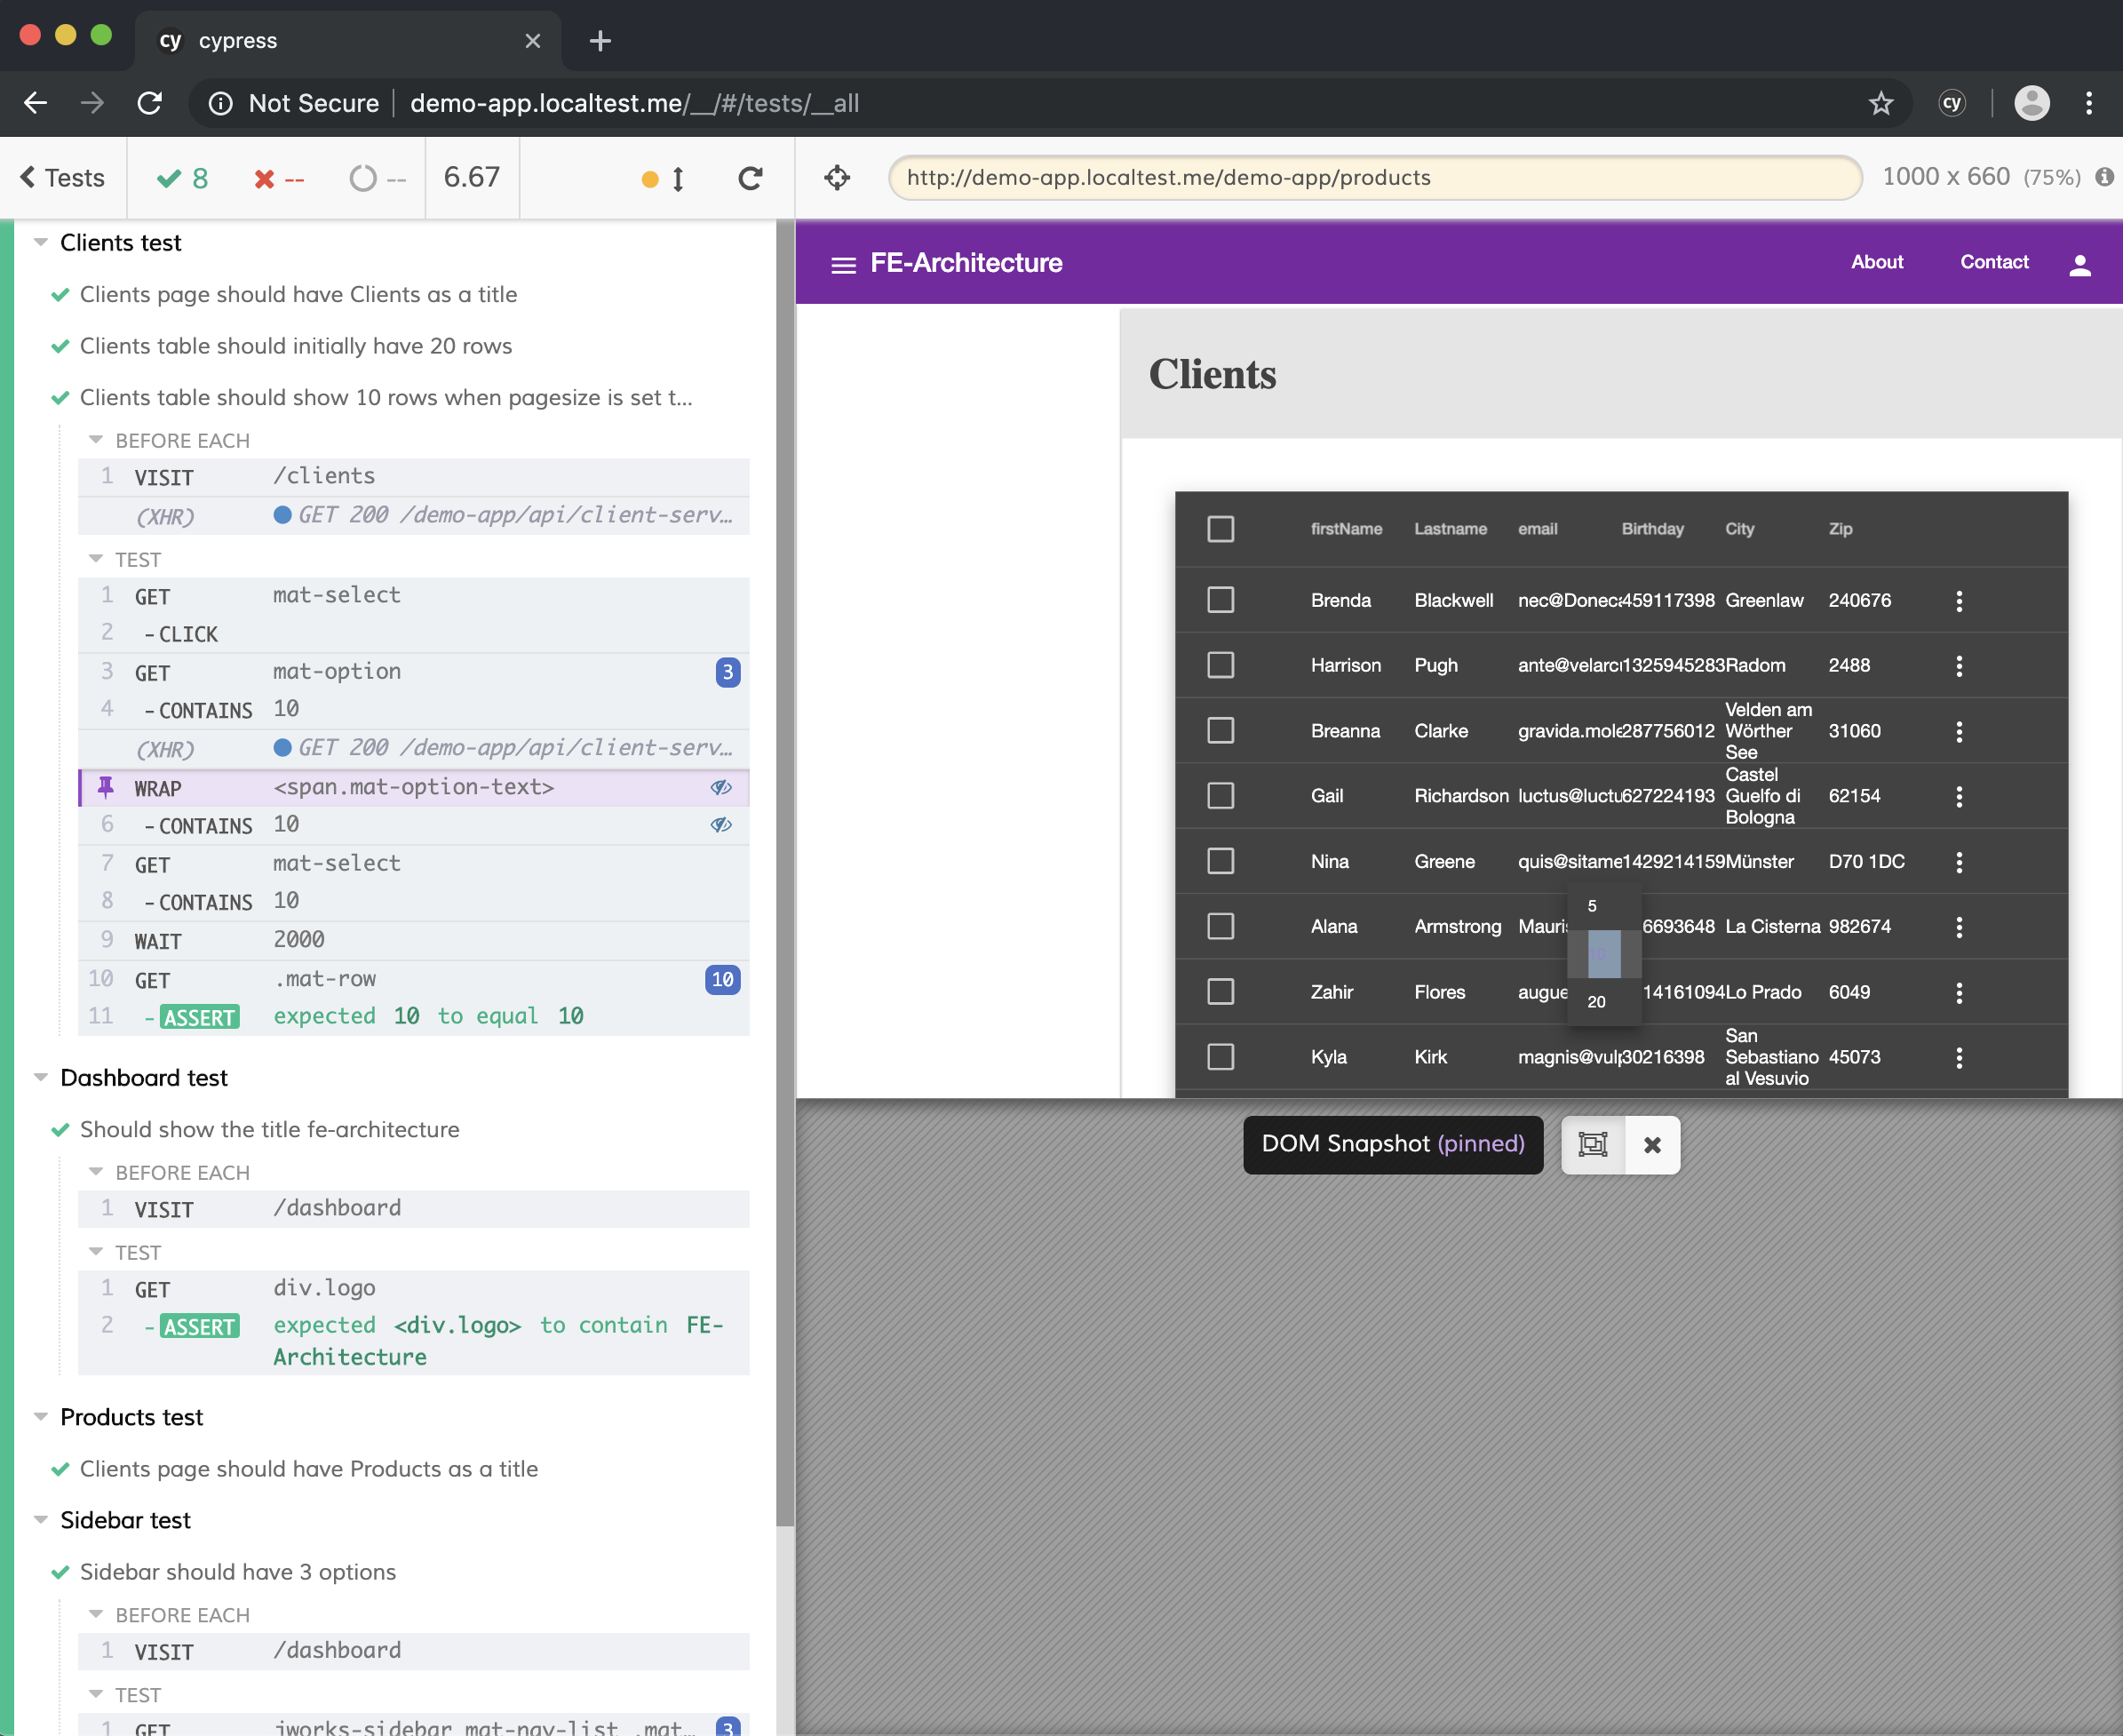 cy cypress
Not Secure demo-app.localtest.me/__/#/tests/__all cy
Tests 8 -- -- 6.67
http://demo-app.localtest.me/demo-app/products 1000 x 660 (75%)
Clients test
Clients page should have Clients as a title
Clients table should initially have 20 rows
Clients table should show 10 rows when pagesize is set t...
BEFORE EACH
1 VISIT /clients
(XHR) GET 200 /demo-app/api/client-serv...
TEST
1 GET mat-select
2 -CLICK
3 GET mat-option 3
4 -CONTAINS 10
(XHR) GET 200 /demo-app/api/client-serv...
WRAP <span.mat-option-text>
6 -CONTAINS 10
7 GET mat-select
8 -CONTAINS 10
9 WAIT 2000
10 GET .mat-row 10
11 -ASSERT expected 10 to equal 10
Dashboard test
Should show the title fe-architecture
BEFORE EACH
1 VISIT /dashboard
TEST
1 GET div.logo
2 -ASSERT expected <div.logo> to contain FE-
Architecture
Products test
Clients page should have Products as a title
Sidebar test
Sidebar should have 3 options
BEFORE EACH
1 VISIT /dashboard
TEST
1 GET jworks-sidebar mat-nav-list .mat... 3
FE-Architecture About Contact
Clients
firstName Lastname email Birthday City Zip
Brenda Blackwell nec@Doneca 459117398 Greenlaw 240676
Harrison Pugh ante@velarcu 1325945283 Radom 2488
Breanna Clarke gravida.mole 287756012 Velden am Wörther See 31060
Gail Richardson luctus@luctu 627224193 Castel Guelfo di Bologna 62154
Nina Greene quis@sitame 1429214159 Münster D70 1DC
5
Alana Armstrong Mauris 6693648 La Cisterna 982674
10
Zahir Flores augue 14161094 Lo Prado 6049
20
Kyla Kirk magnis@vulp 30216398 San Sebastiano al Vesuvio 45073
DOM Snapshot (pinned)